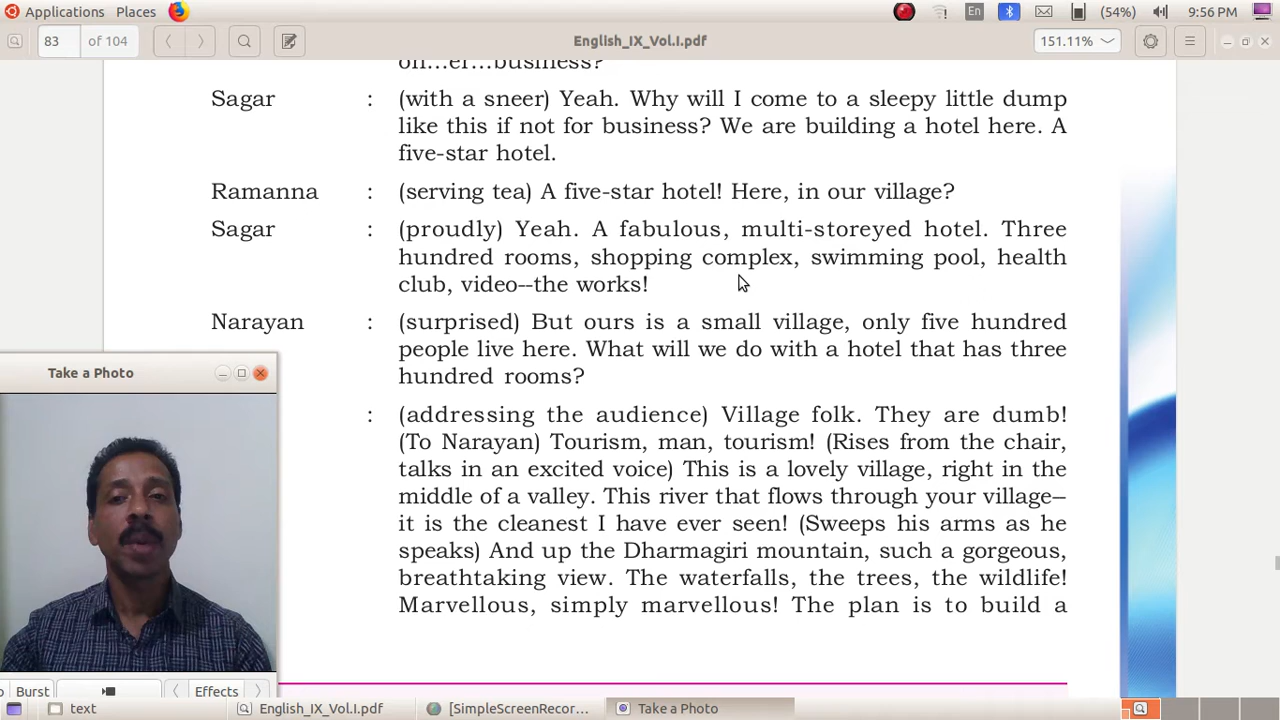 Applications Places En (54%) 9:56 PM
83 of 104 English_IX_Vol.I.pdf 151.11%
on…er…business?
Sagar : (with a sneer) Yeah. Why will I come to a sleepy little dump
like this if not for business? We are building a hotel here. A
five-star hotel.
Ramanna : (serving tea) A five-star hotel! Here, in our village?
Sagar : (proudly) Yeah. A fabulous, multi-storeyed hotel. Three
hundred rooms, shopping complex, swimming pool, health
club, video--the works!
Narayan : (surprised) But ours is a small village, only five hundred
people live here. What will we do with a hotel that has three
hundred rooms?
: (addressing the audience) Village folk. They are dumb!
(To Narayan) Tourism, man, tourism! (Rises from the chair,
talks in an excited voice) This is a lovely village, right in the
middle of a valley. This river that flows through your village–
it is the cleanest I have ever seen! (Sweeps his arms as he
speaks) And up the Dharmagiri mountain, such a gorgeous,
breathtaking view. The waterfalls, the trees, the wildlife!
Marvellous, simply marvellous! The plan is to build a
Take a Photo
Burst Effects
text English_IX_Vol.I.pdf [SimpleScreenRecor... Take a Photo